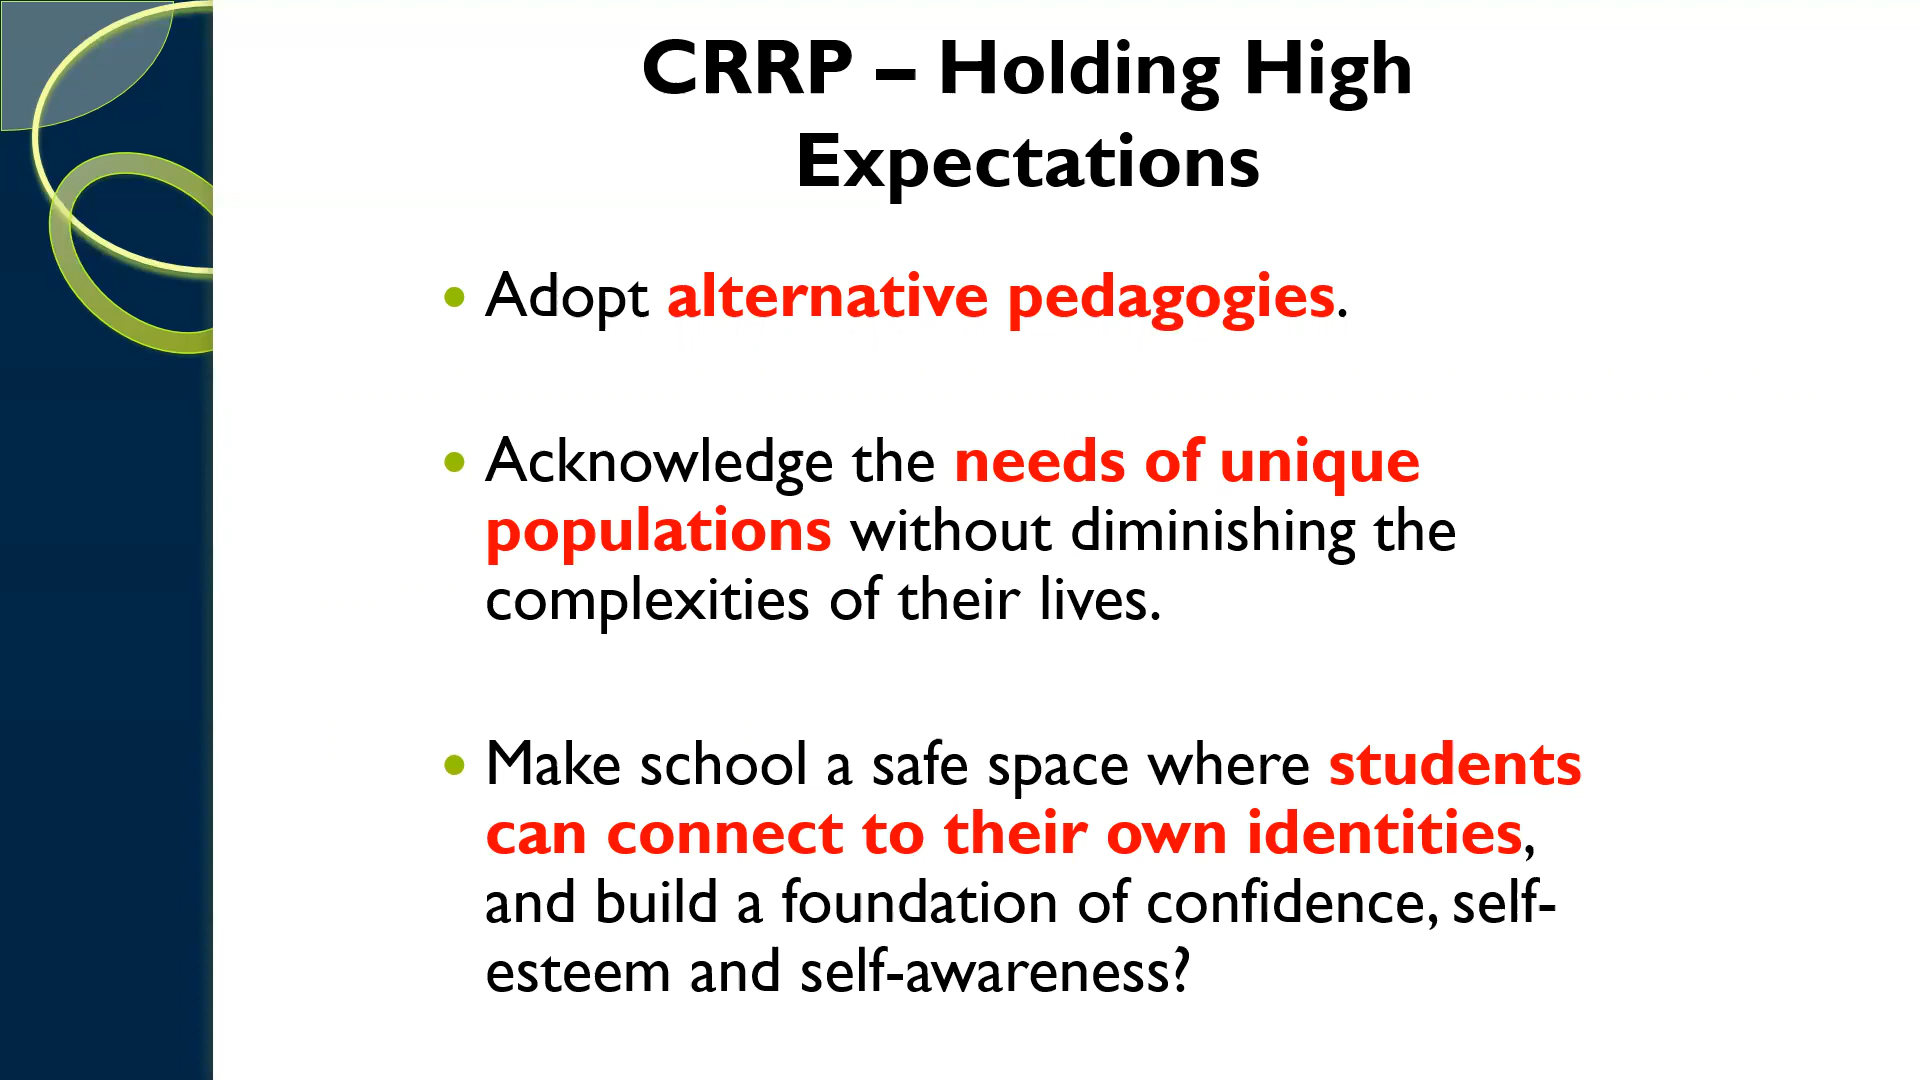 CRRP – Holding High
Expectations
• Adopt alternative pedagogies.
• Acknowledge the needs of unique
populations without diminishing the
complexities of their lives.
• Make school a safe space where students
can connect to their own identities,
and build a foundation of confidence, self-
esteem and self-awareness?